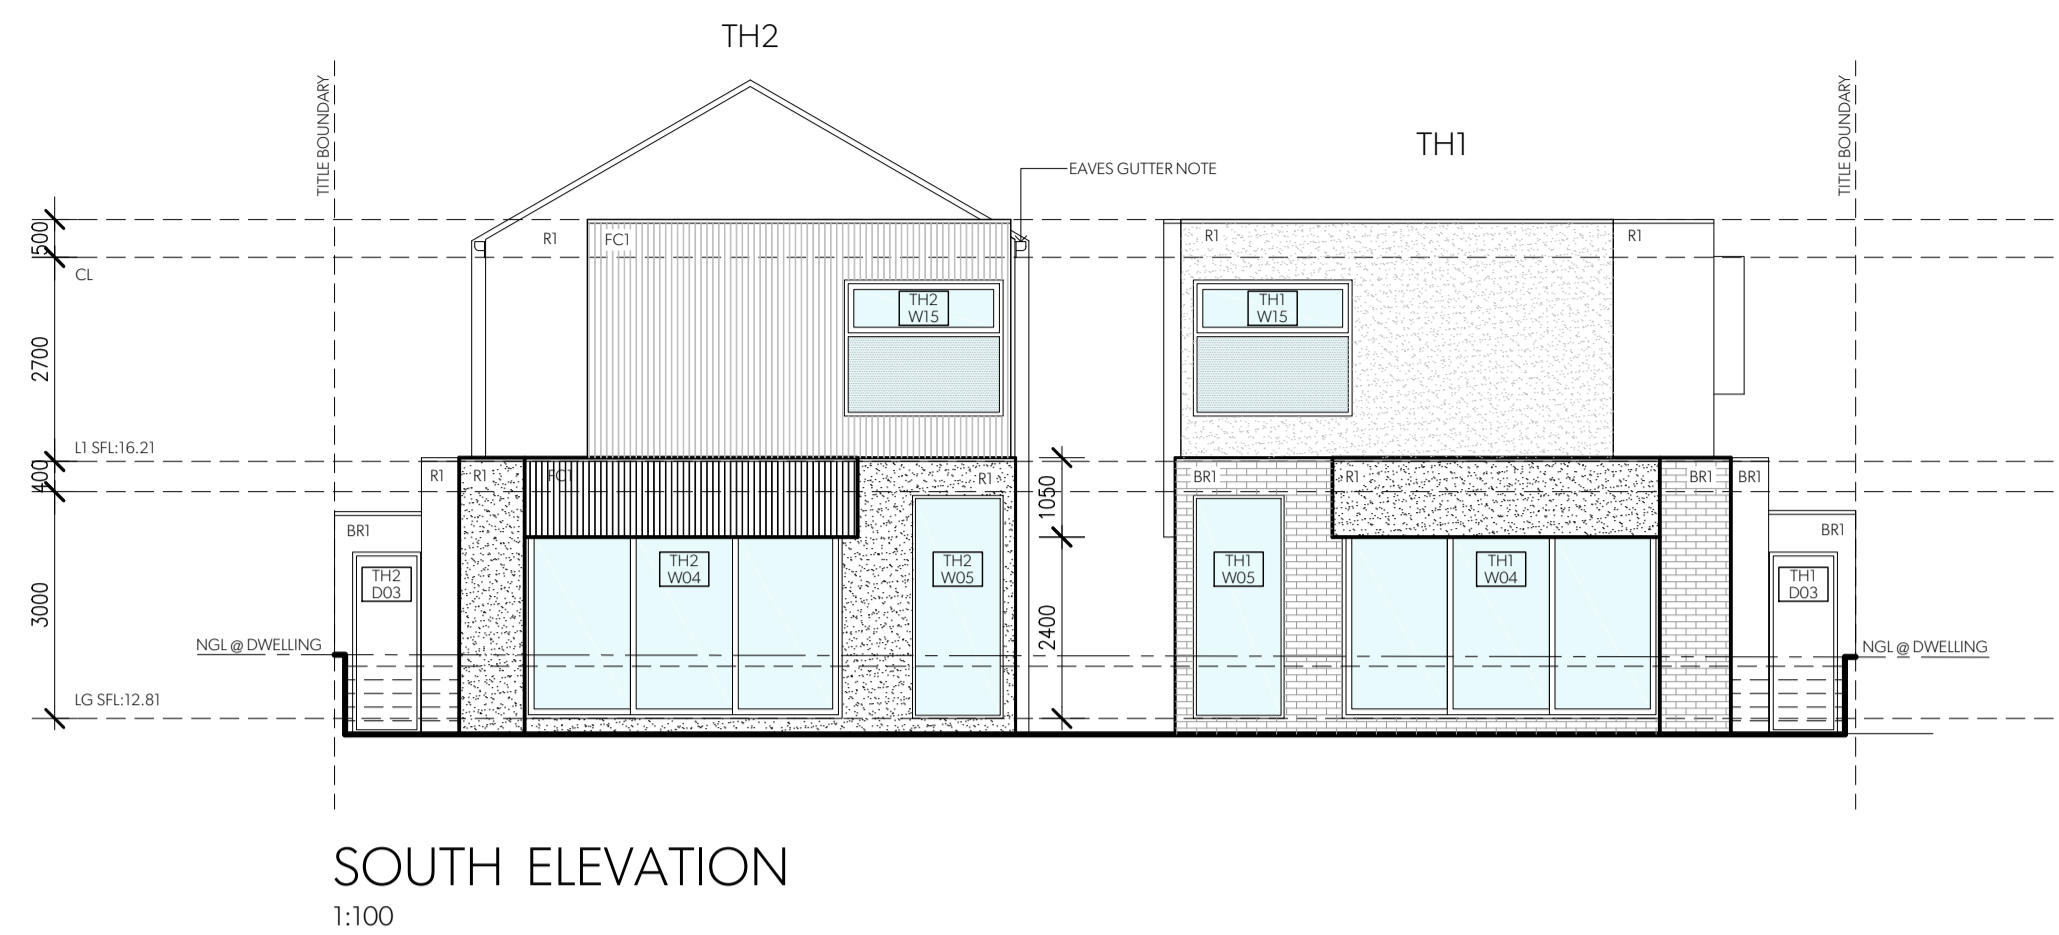 TH2
TH1
TITLE BOUNDARY
TITLE BOUNDARY
EAVES GUTTER NOTE
500
R1
FC1
R1
R1
CL
TH2
W15
TH1
W15
2700
L1 SFL:16.21
400
R1
R1
FC1
R1
1050
BR1
R1
BR1
BR1
BR1
BR1
TH2
D03
TH2
W04
TH2
W05
TH1
W05
TH1
W04
TH1
D03
3000
2400
NGL @ DWELLING
NGL @ DWELLING
LG SFL:12.81
SOUTH ELEVATION
1:100